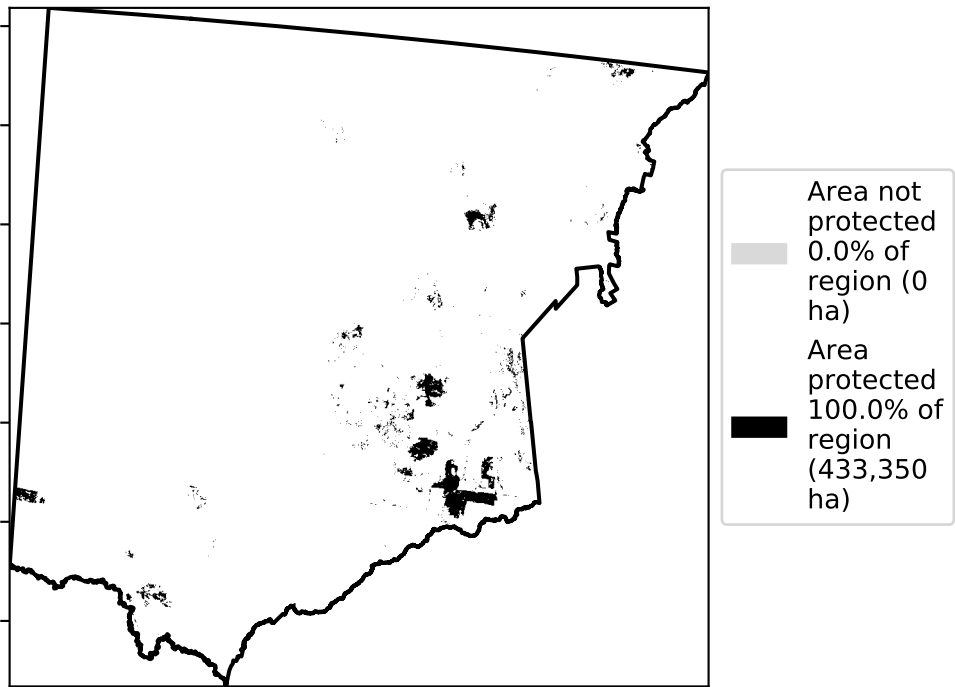 Area not
protected
0.0% of
region (0
ha)
Area
protected
100.0% of
region
(433,350
ha)